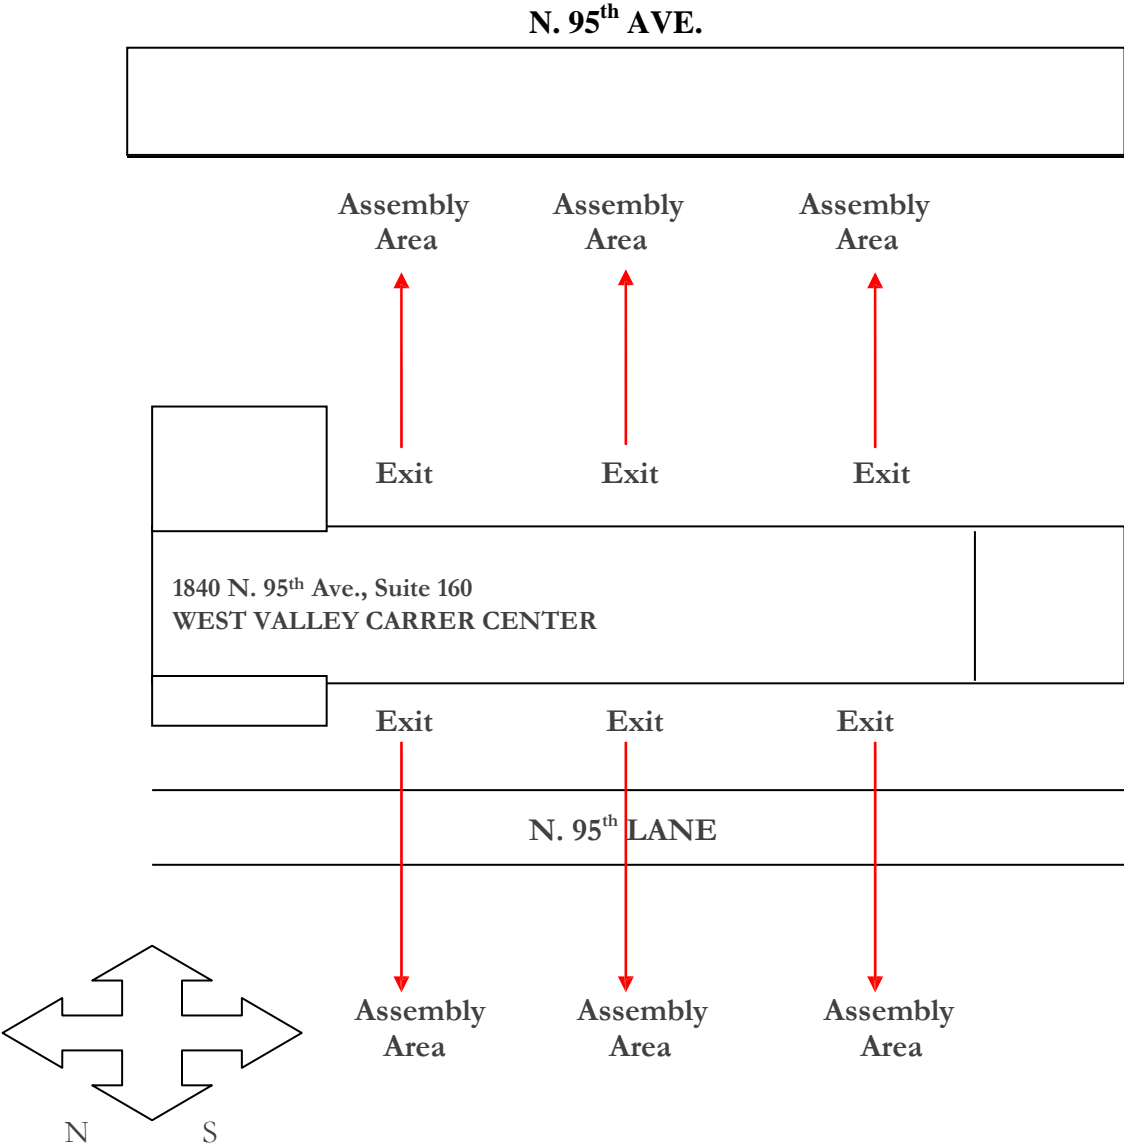 N. 95th AVE.
Assembly Area
Assembly Area
Assembly Area
Exit Exit Exit
1840 N. 95th Ave., Suite 160
WEST VALLEY CARRER CENTER
Exit Exit Exit
N. 95th LANE
Assembly Area
Assembly Area
Assembly Area
N S